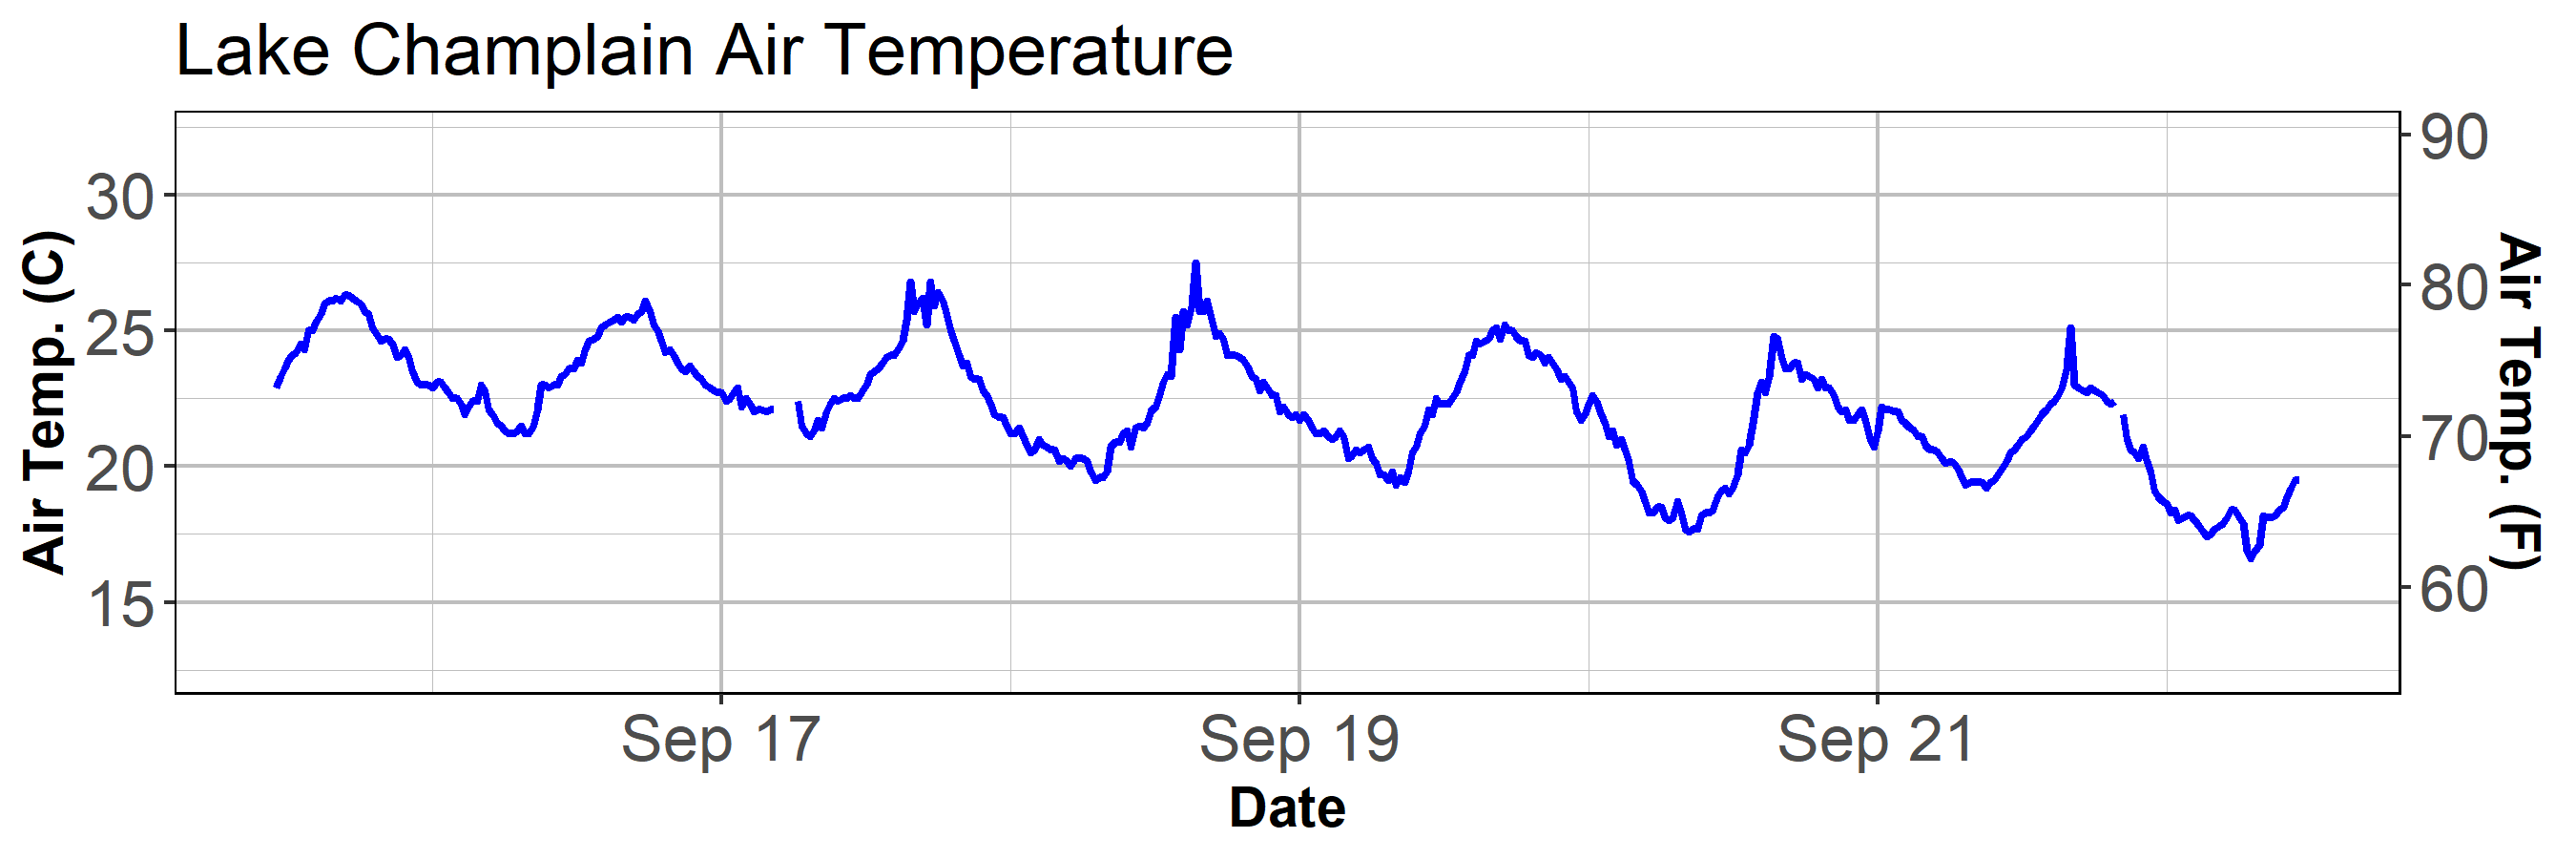 Lake Champlain Air Temperature
Air Temp. (C)
30
25
20
15
90
80
70
60
Air Temp. (F)
Sep 17
Sep 19
Sep 21
Date